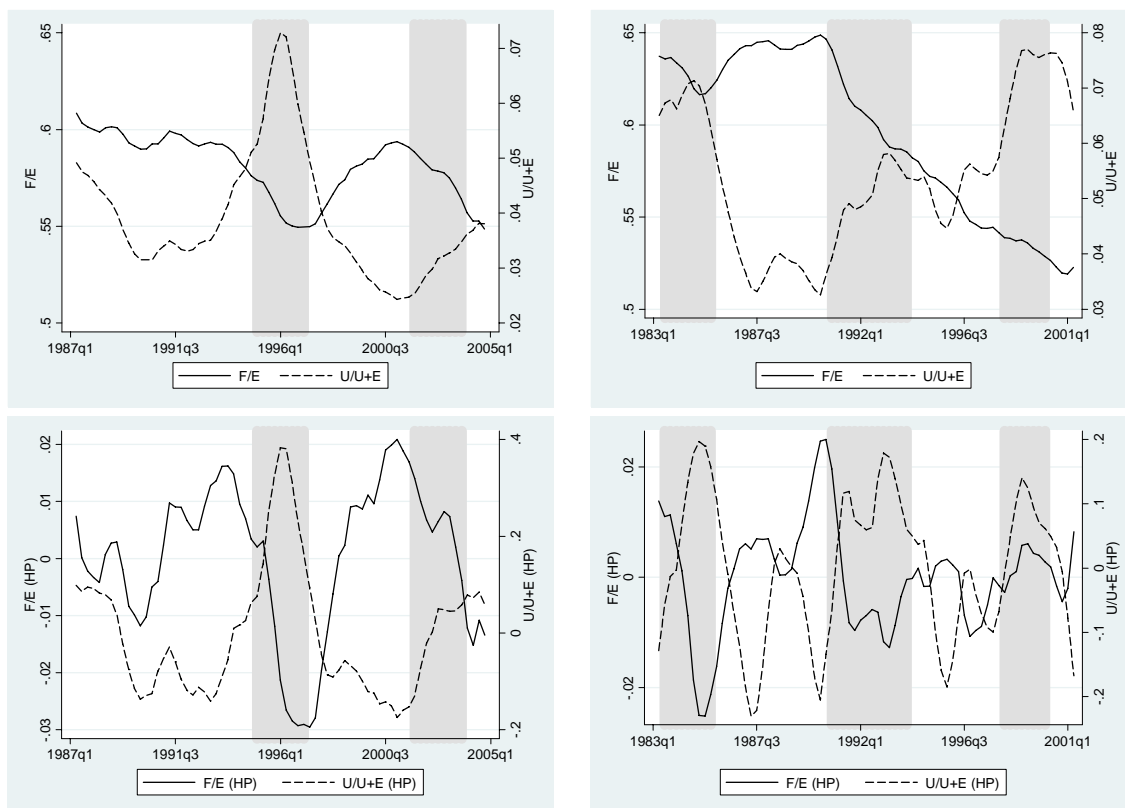 .65
.6
.55
.5
F/E
.07
.06
.05
.04
.03
.02
U/U+E
1987q1 1991q3 1996q1 2000q3 2005q1
F/E U/U+E
.65
.6
.55
.5
F/E
.08
.07
.06
.05
.04
.03
U/U+E
1983q1 1987q3 1992q1 1996q3 2001q1
F/E U/U+E
.02
.01
0
-.01
-.02
-.03
F/E (HP)
.4
.2
0
-.2
U/U+E (HP)
1987q1 1991q3 1996q1 2000q3 2005q1
F/E (HP) U/U+E (HP)
.02
0
-.02
F/E (HP)
.2
.1
0
-.1
-.2
U/U+E (HP)
1983q1 1987q3 1992q1 1996q3 2001q1
F/E (HP) U/U+E (HP)